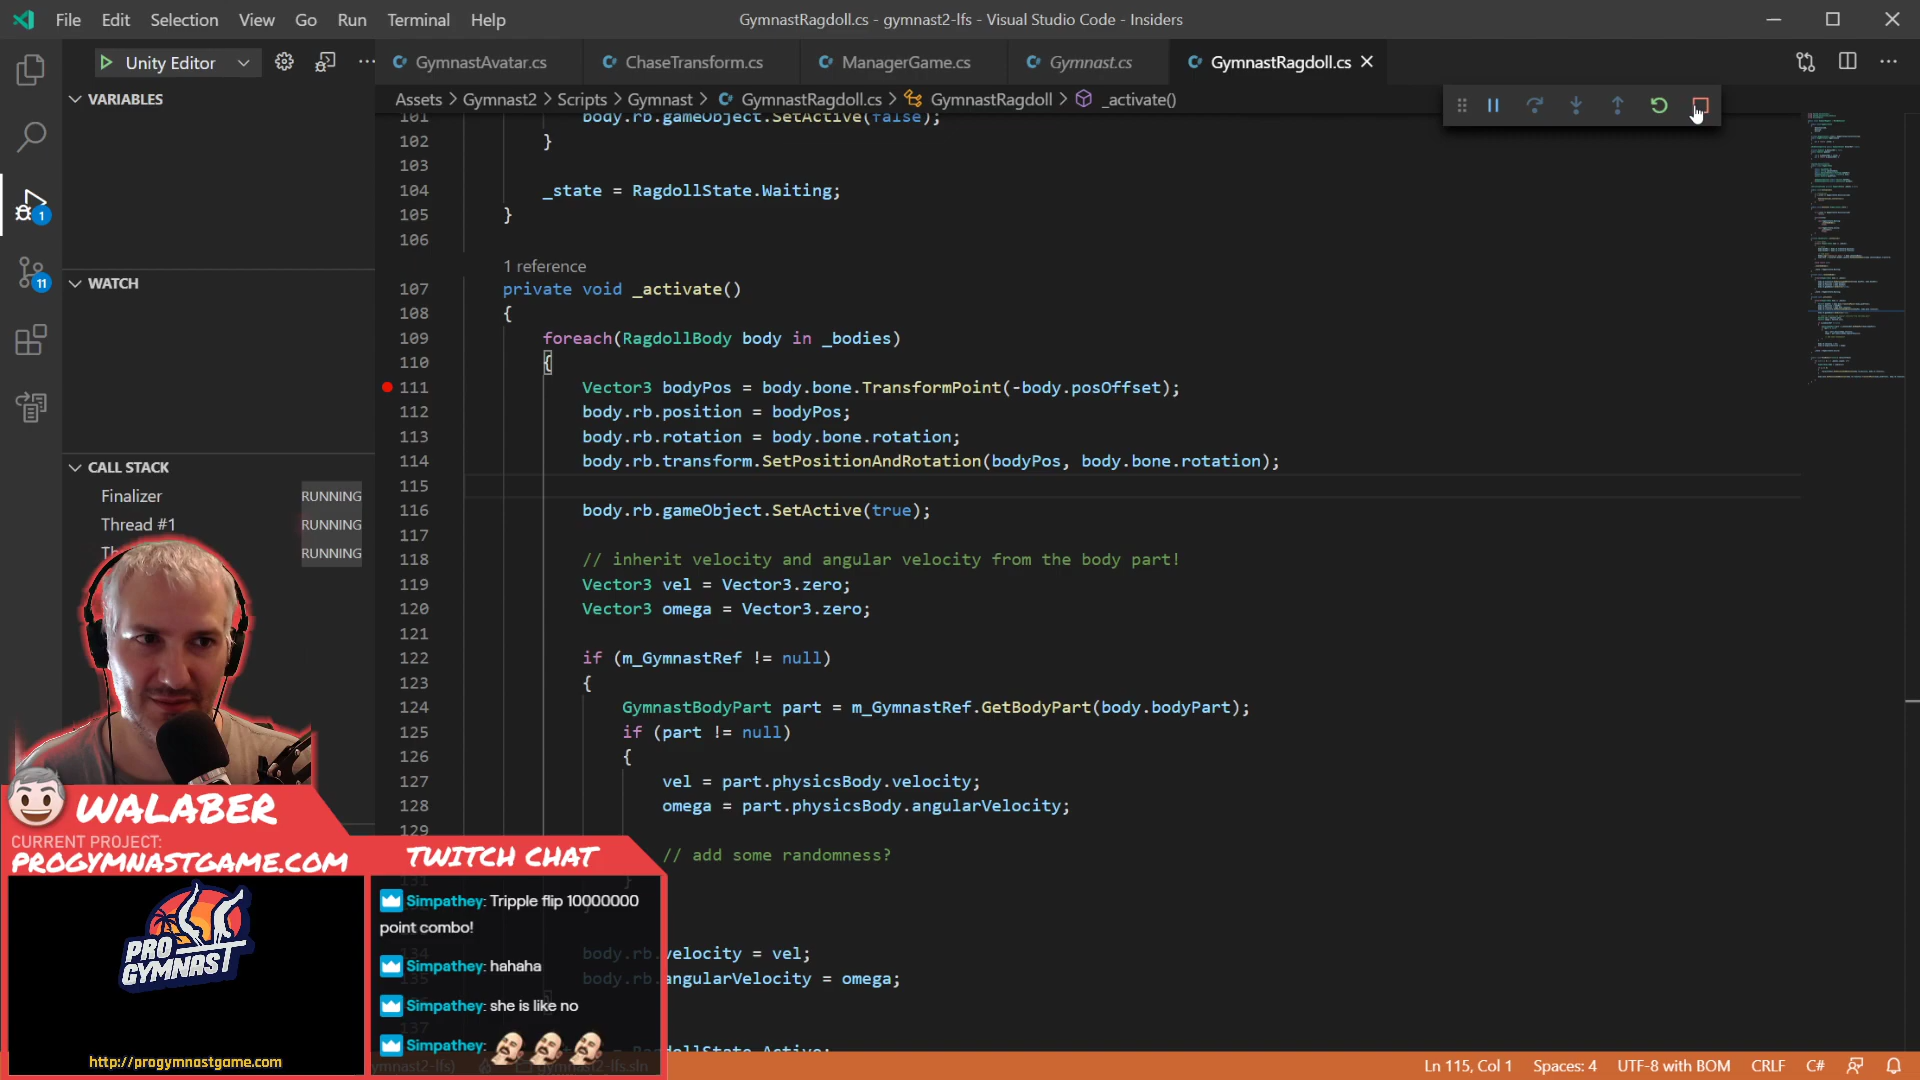 File Edit Selection View Go Run Terminal Help
GymnastRagdoll.cs - gymnast2-lfs - Visual Studio Code - Insiders
Unity Editor
GymnastAvatar.cs ChaseTransform.cs ManagerGame.cs Gymnast.cs GymnastRagdoll.cs
Assets > Gymnast2 > Scripts > Gymnast > GymnastRagdoll.cs > GymnastRagdoll > _activate()
VARIABLES
WATCH
CALL STACK
Finalizer RUNNING
Thread #1 RUNNING
RUNNING
1
11
101 body.rb.gameObject.SetActive(false);
102 }
103
104 _state = RagdollState.Waiting;
105 }
106
1 reference
107 private void _activate()
108 {
109 foreach(RagdollBody body in _bodies)
110 {
111 Vector3 bodyPos = body.bone.TransformPoint(-body.posOffset);
112 body.rb.position = bodyPos;
113 body.rb.rotation = body.bone.rotation;
114 body.rb.transform.SetPositionAndRotation(bodyPos, body.bone.rotation);
115
116 body.rb.gameObject.SetActive(true);
117
118 // inherit velocity and angular velocity from the body part!
119 Vector3 vel = Vector3.zero;
120 Vector3 omega = Vector3.zero;
121
122 if (m_GymnastRef != null)
123 {
124 GymnastBodyPart part = m_GymnastRef.GetBodyPart(body.bodyPart);
125 if (part != null)
126 {
127 vel = part.physicsBody.velocity;
128 omega = part.physicsBody.angularVelocity;
129
// add some randomness?
131 }
134 body.rb.velocity = vel;
135 body.rb.angularVelocity = omega;
137
RagdollState.Active;
WALABER
CURRENT PROJECT:
PROGYMNASTGAME.COM
PRO GYMNAST
http://progymnastgame.com
TWITCH CHAT
Simpathey: Tripple flip 10000000
point combo!
Simpathey: hahaha
Simpathey: she is like no
Simpathey:
gymnast2-lfs.sln
Ln 115, Col 1 Spaces: 4 UTF-8 with BOM CRLF C#